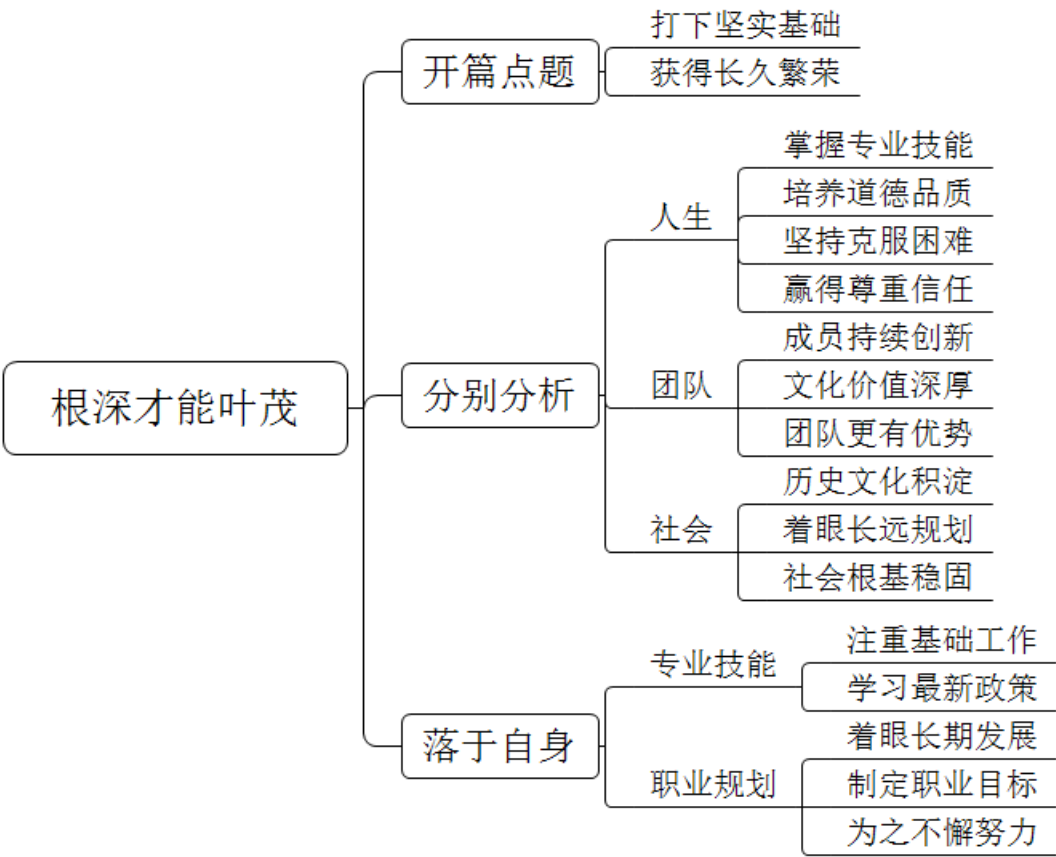 根深才能叶茂
开篇点题
打下坚实基础
获得长久繁荣
分别分析
人生
掌握专业技能
培养道德品质
坚持克服困难
赢得尊重信任
团队
成员持续创新
文化价值深厚
团队更有优势
社会
历史文化积淀
着眼长远规划
社会根基稳固
落于自身
专业技能
注重基础工作
学习最新政策
职业规划
着眼长期发展
制定职业目标
为之不懈努力